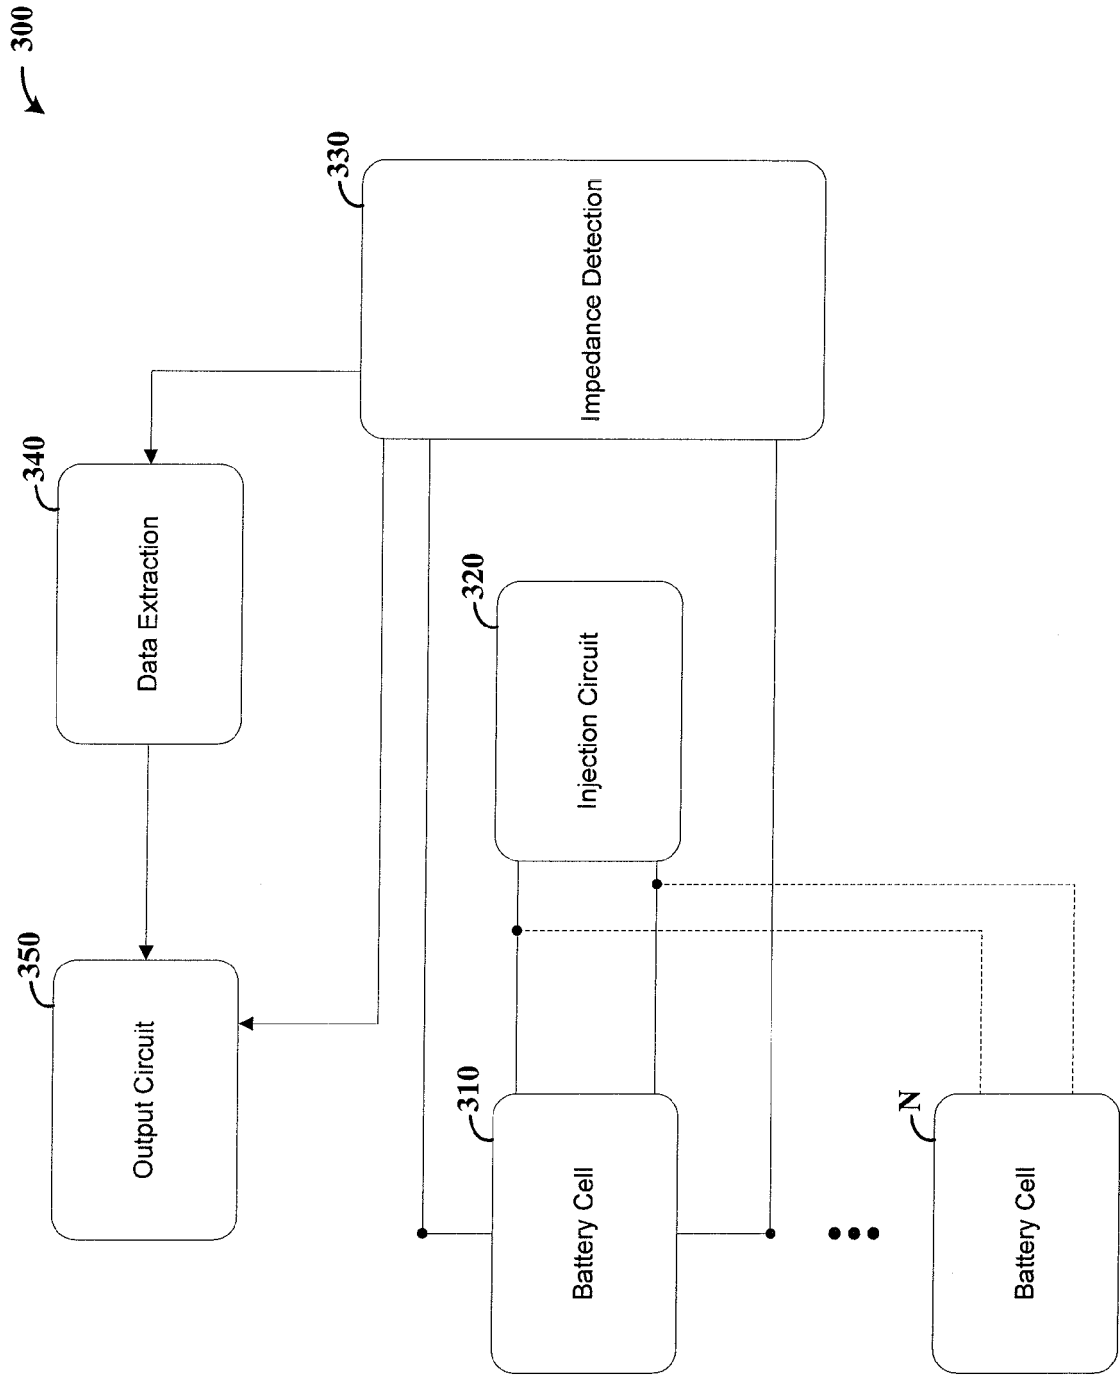 300
350
Output Circuit
340
Data Extraction
330
Impedance Detection
310
Battery Cell
320
Injection Circuit
N
Battery Cell